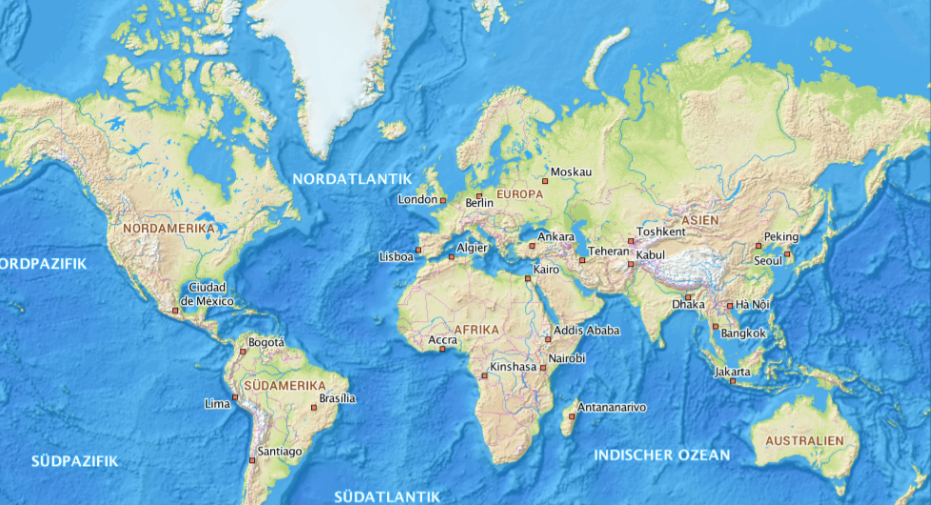 Moskau
NORDATLANTIK
London
Berlin
EUROPA
NORDAMERIKA
ASIEN
Toshkent
Peking
Ankara
Lisboa
Algier
Teheran
Kabul
Seoul
ORDPAZIFIK
Kairo
Ciudad
de México
Dhaka
Hà Nội
AFRIKA
Addis Ababa
Bangkok
Bogotá
Accra
Nairobi
Kinshasa
Jakarta
SÜDAMERIKA
Lima
Brasília
Antananarivo
AUSTRALIEN
Santiago
SÜDPAZIFIK
INDISCHER OZEAN
SÜDATLANTIK